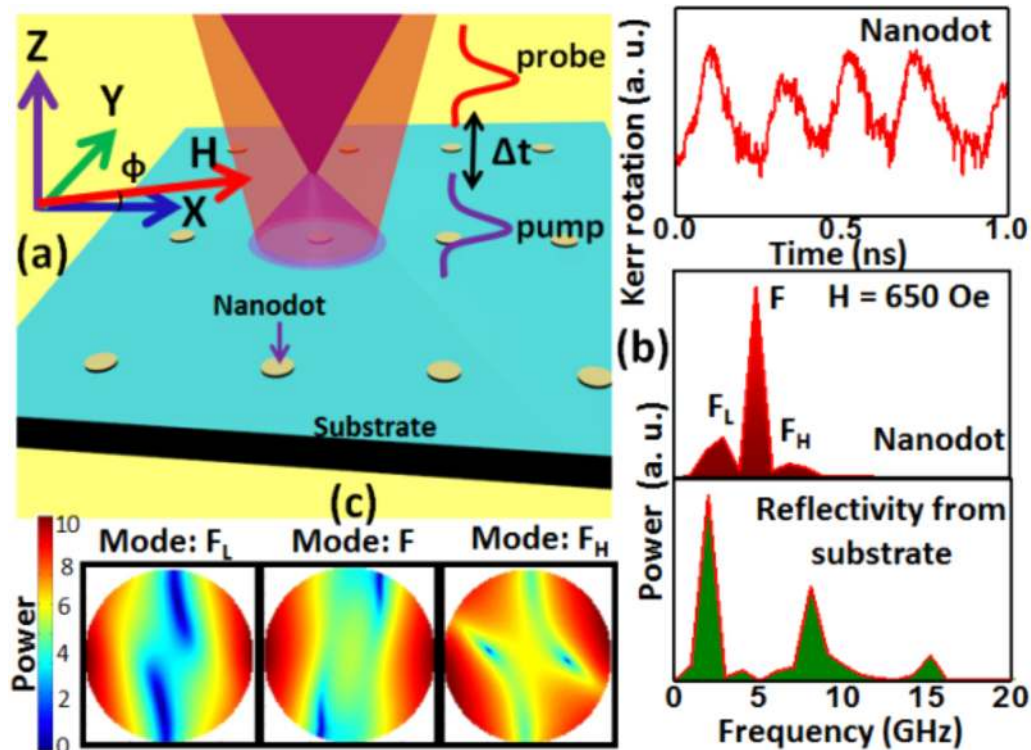 Z
Y
ϕ
H
X
(a)
probe
Δt
pump
Nanodot
Substrate
Kerr rotation (a. u.)
Nanodot
0.0 0.5 1.0
Time (ns)
(b)
Power (a. u.)
H = 650 Oe
F
F_L
F_H
Nanodot
Reflectivity from
substrate
0 5 10 15 20
Frequency (GHz)
(c)
Mode: F_L Mode: F Mode: F_H
Power
10
8
6
4
2
0